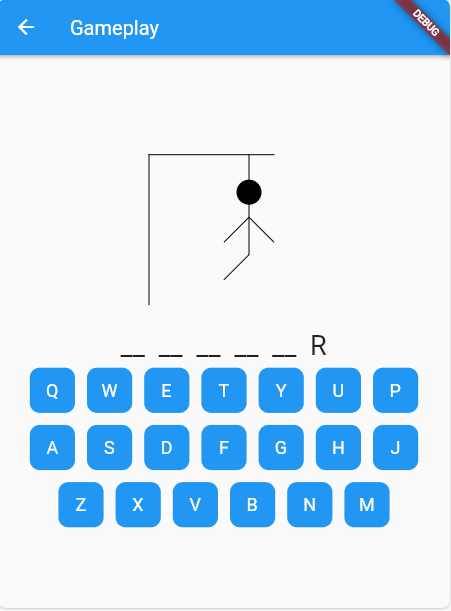 Gameplay
DEBUG
__ __ __ __ __ R
Q W E T Y U P
A S D F G H J
Z X V B N M